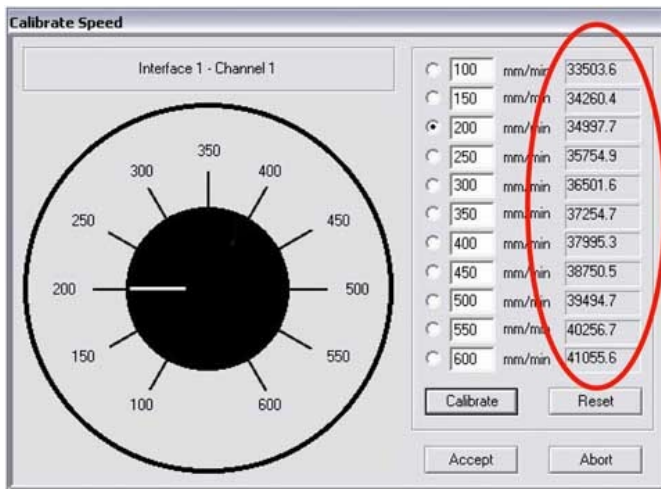 Calibrate Speed
Interface 1 - Channel 1
350
300 400
250 450
200 500
150 550
100 600
100 mm/min 33503.6
150 mm/min 34260.4
200 mm/min 34997.7
250 mm/min 35754.9
300 mm/min 36501.6
350 mm/min 37254.7
400 mm/min 37995.3
450 mm/min 38750.5
500 mm/min 39494.7
550 mm/min 40256.7
600 mm/min 41055.6
Calibrate Reset
Accept Abort